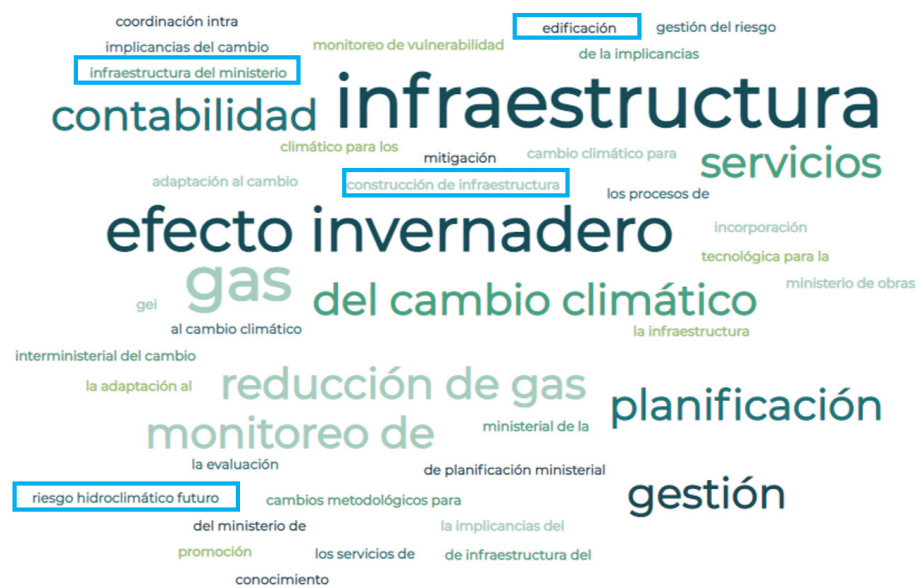 coordinación intra
edificación
gestión del riesgo
implicancias del cambio
monitoreo de vulnerabilidad
de la implicancias
infraestructura del ministerio
contabilidad
infraestructura
climático para los
mitigación
cambio climático para
servicios
adaptación al cambio
construcción de infraestructura
los procesos de
efecto invernadero
incorporación
tecnológica para la
gas
ministerio de obras
gei
del cambio climático
al cambio climático
la infraestructura
interministerial del cambio
la adaptación al
reducción de gas
planificación
monitoreo de
ministerial de la
la evaluación
de planificación ministerial
riesgo hidroclimático futuro
cambios metodológicos para
gestión
del ministerio de
la implicancias del
promoción
los servicios de
de infraestructura del
conocimiento